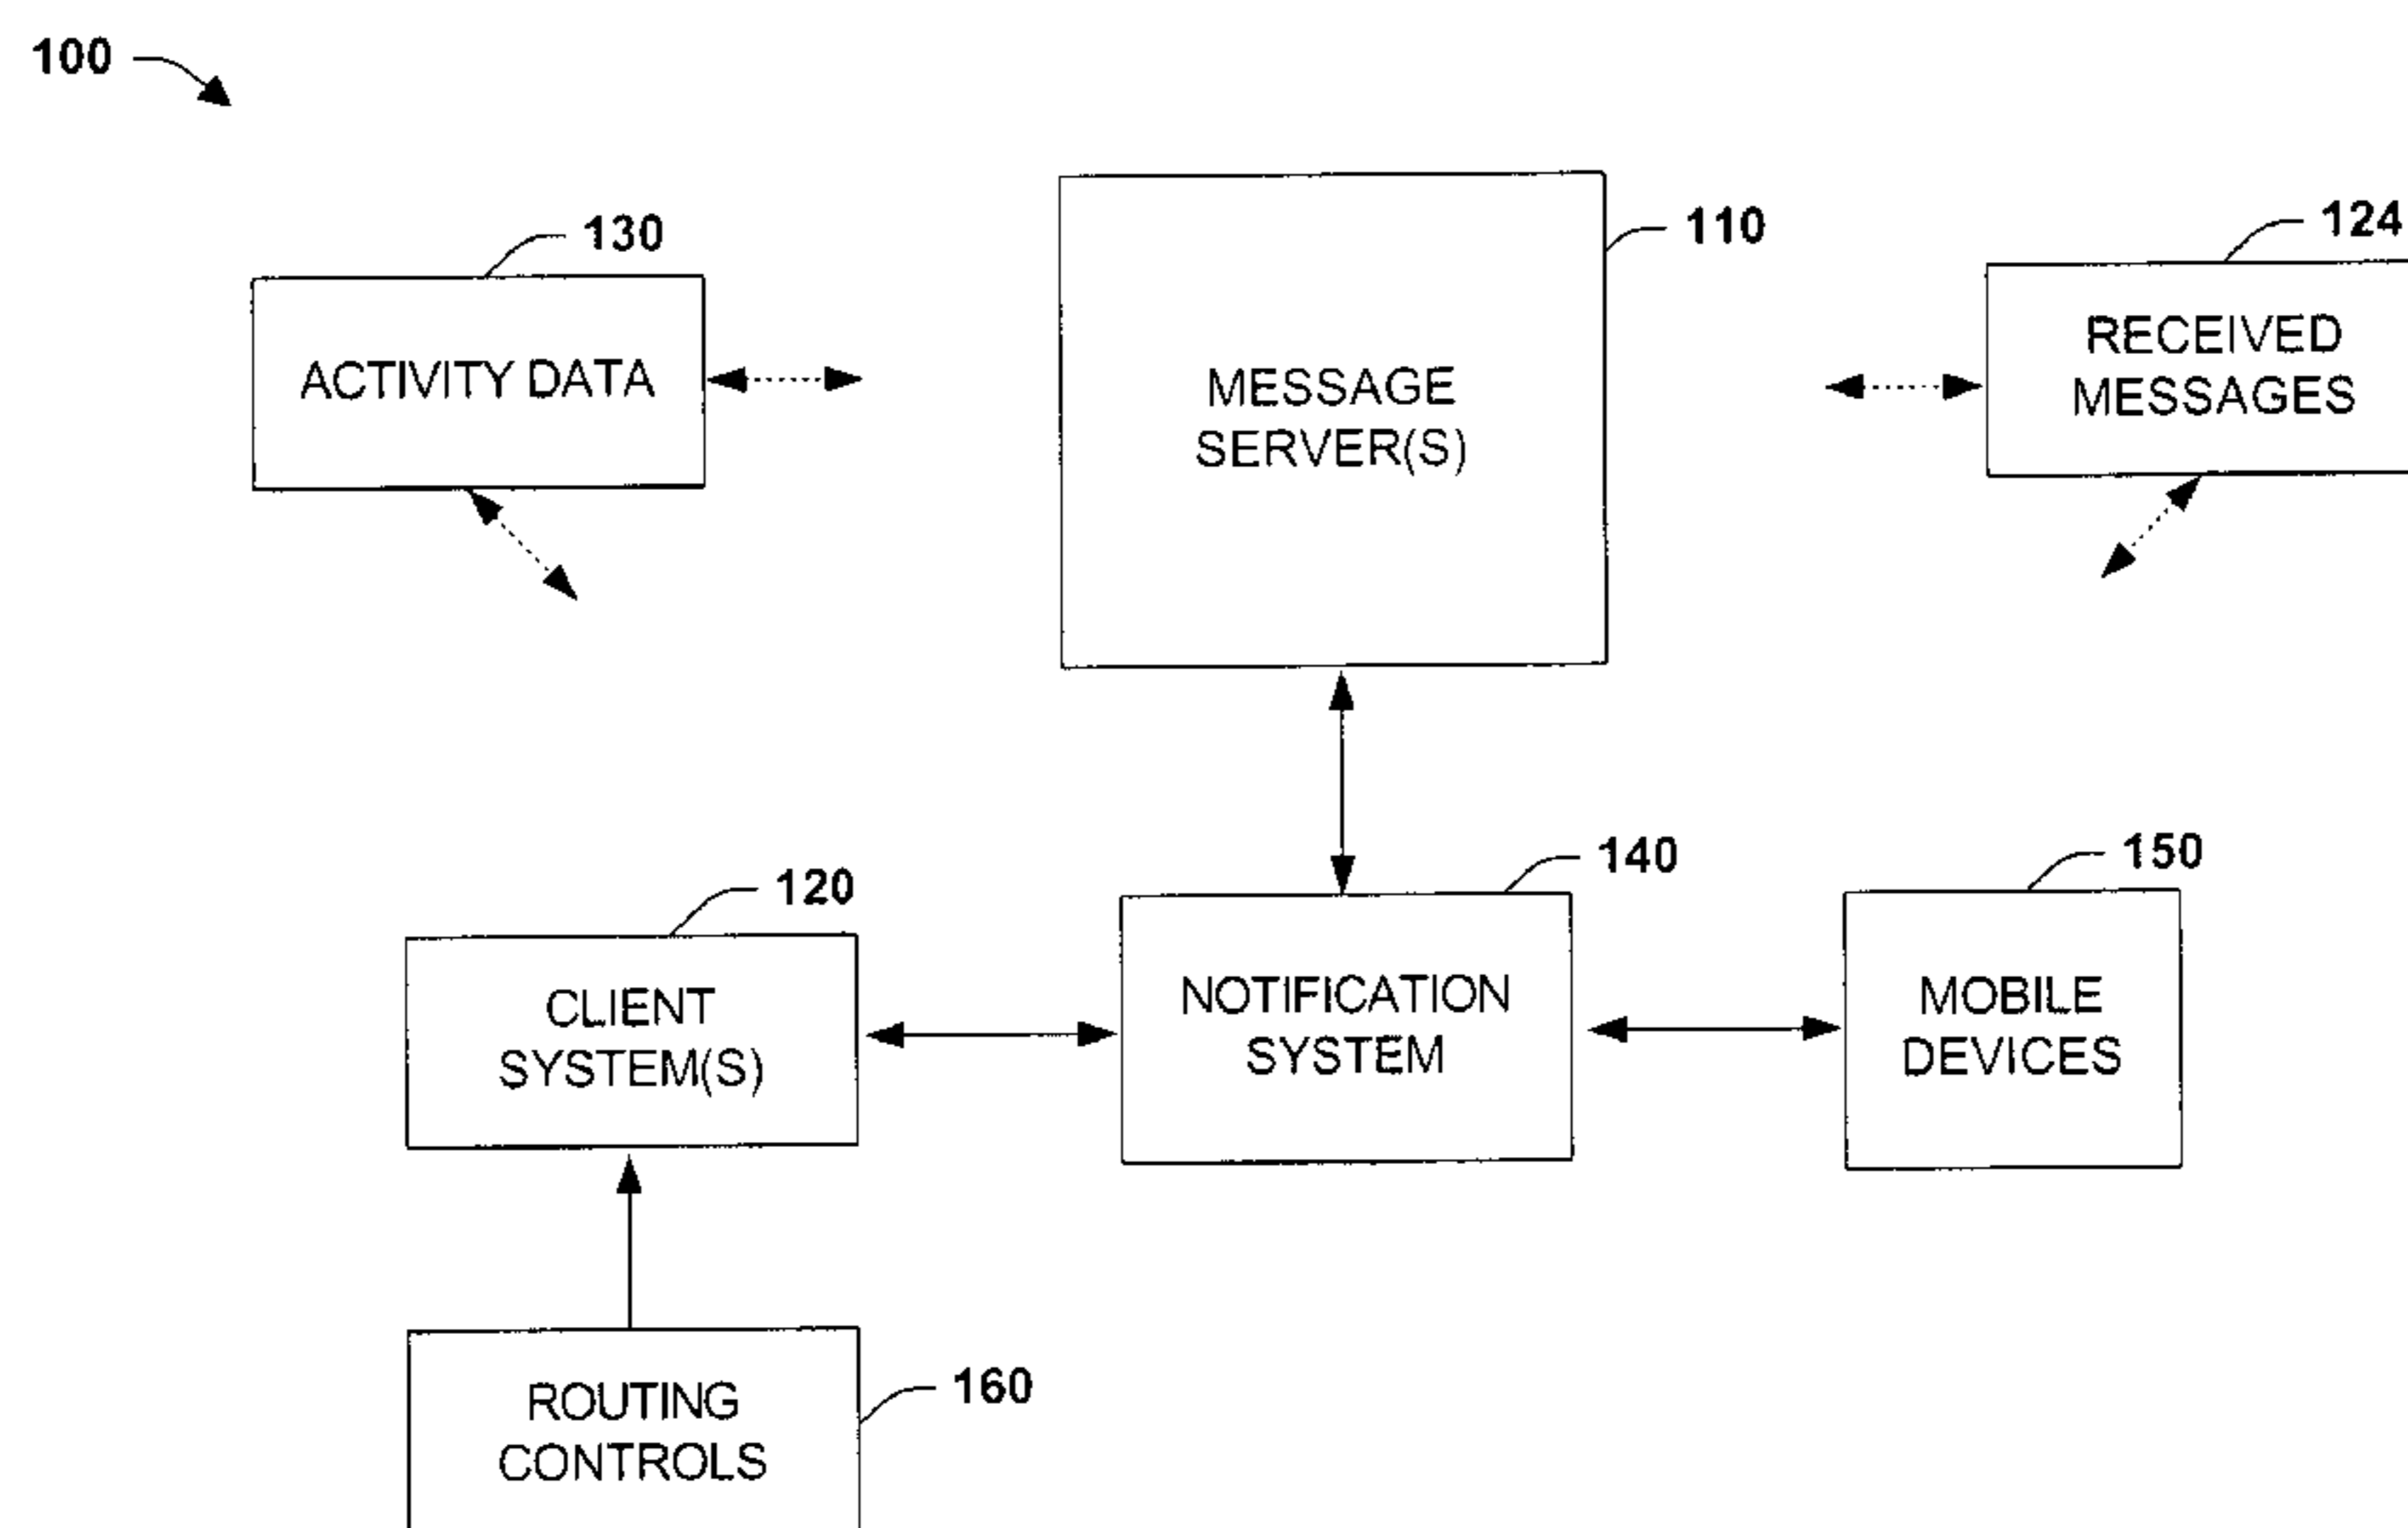 100
130
110
124
ACTIVITY DATA
MESSAGE
SERVER(S)
RECEIVED
MESSAGES
120
140
150
CLIENT
SYSTEM(S)
NOTIFICATION
SYSTEM
MOBILE
DEVICES
160
ROUTING
CONTROLS